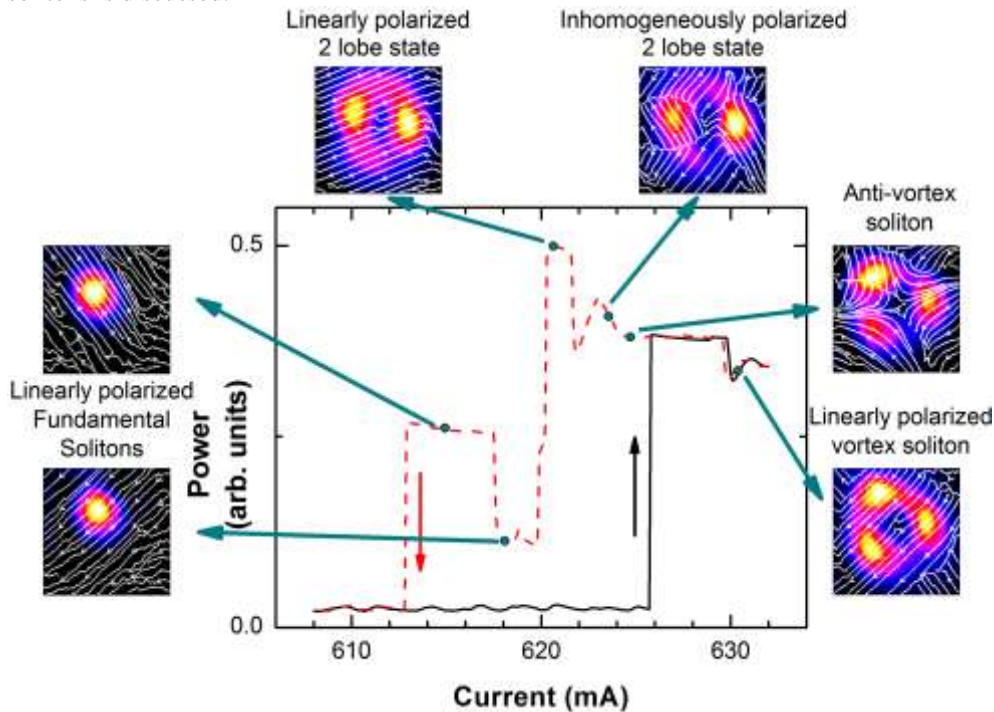 Linearly polarized
2 lobe state
Inhomogeneously polarized
2 lobe state
Anti-vortex
soliton
Linearly polarized
Fundamental
Solitons
Linearly polarized
vortex soliton
Power
(arb. units)
0.5
0.0
610
620
630
Current (mA)